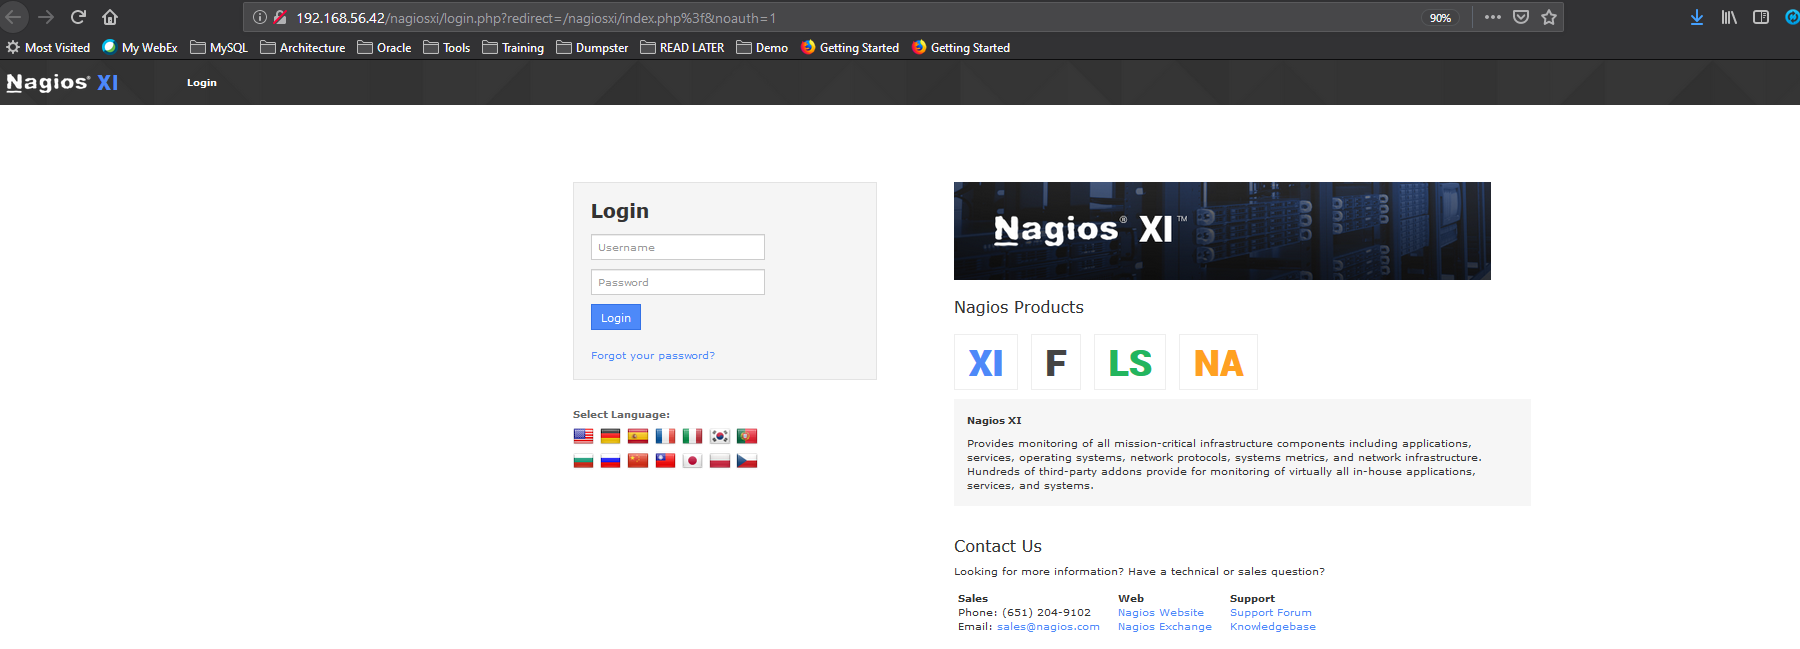 192.168.56.42/nagiosxi/login.php?redirect=/nagiosxi/index.php%3f&noauth=1
90%
Most Visited My WebEx MySQL Architecture Oracle Tools Training Dumpster READ LATER Demo Getting Started Getting Started
Nagios® XI Login
Login
Username
Password
Login
Forgot your password?
Select Language:
Nagios® XI™
Nagios Products
XI F LS NA
Nagios XI
Provides monitoring of all mission-critical infrastructure components including applications,
services, operating systems, network protocols, systems metrics, and network infrastructure.
Hundreds of third-party addons provide for monitoring of virtually all in-house applications,
services, and systems.
Contact Us
Looking for more information? Have a technical or sales question?
Sales Web Support
Phone: (651) 204-9102 Nagios Website Support Forum
Email: sales@nagios.com Nagios Exchange Knowledgebase